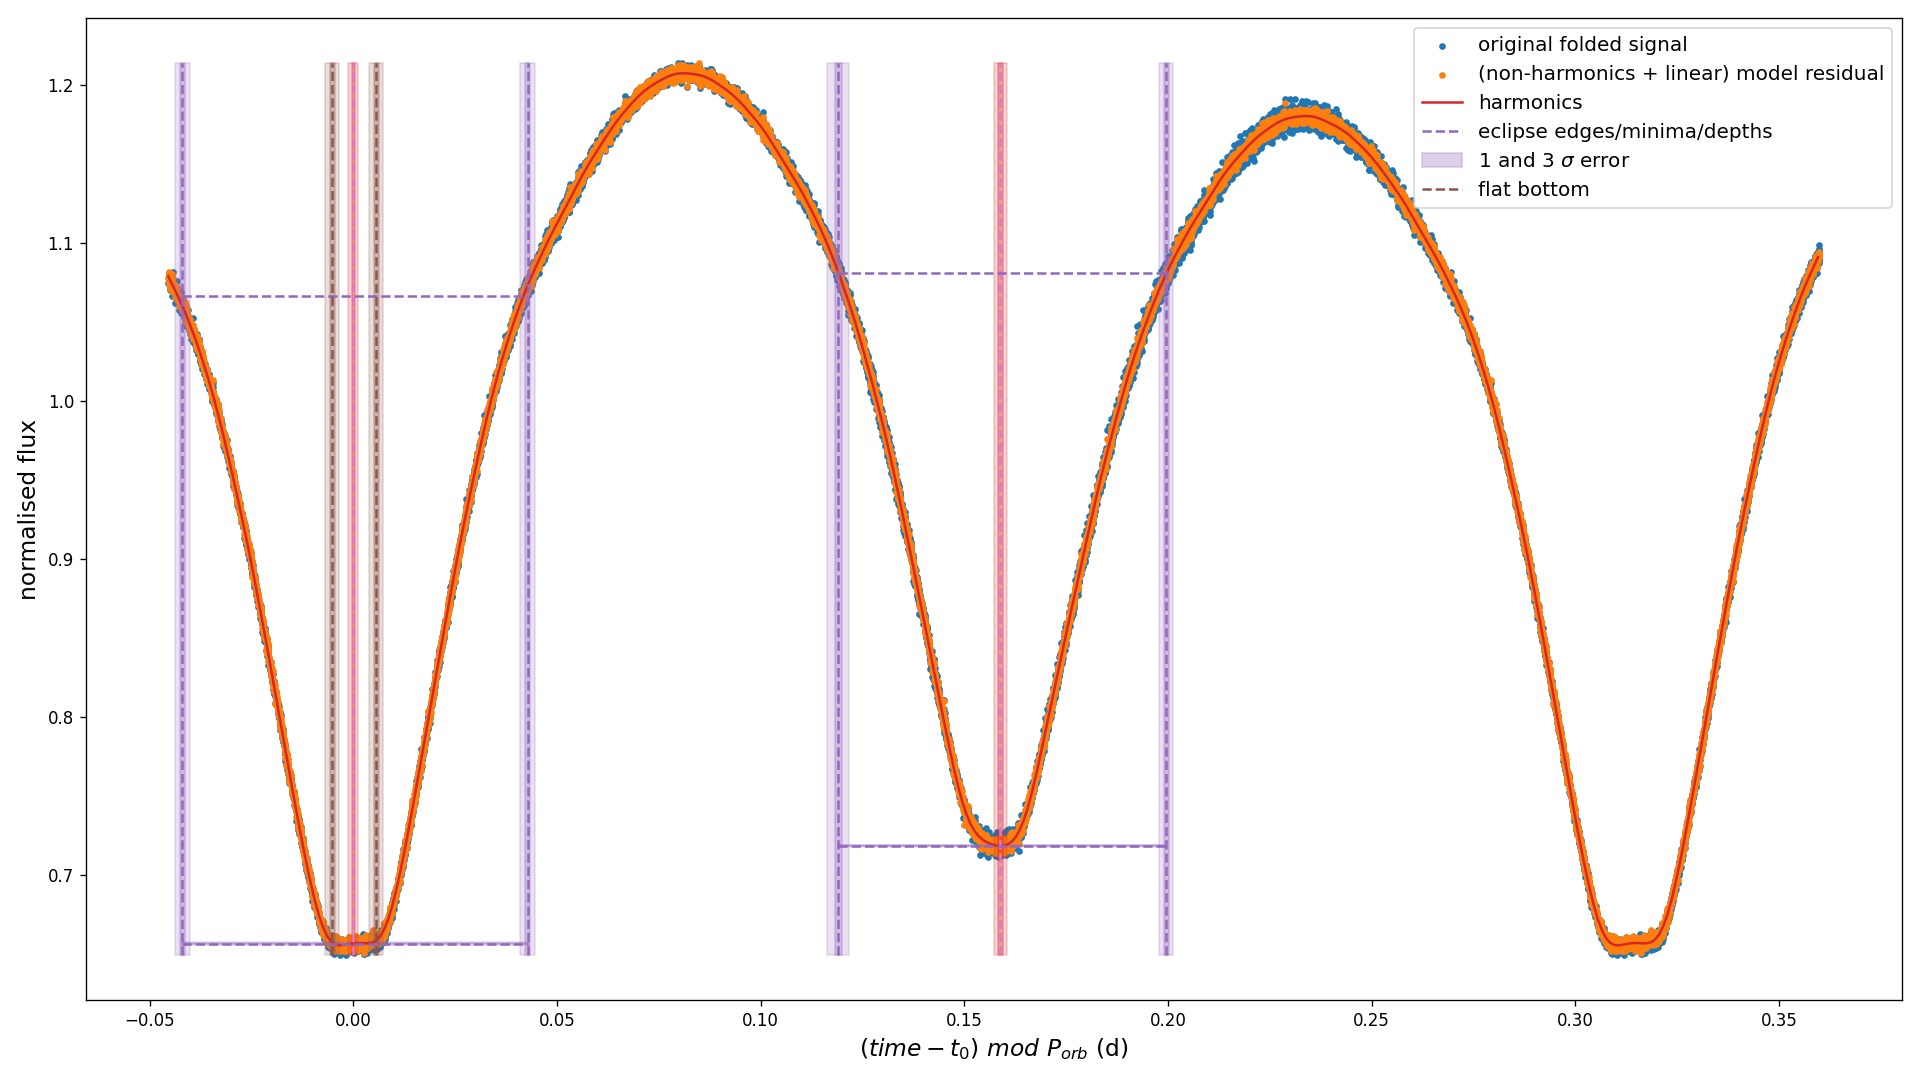 original folded signal
(non-harmonics + linear) model residual
harmonics
eclipse edges/minima/depths
1 and 3 σ error
flat bottom
normalised flux
1.2
1.1
1.0
0.9
0.8
0.7
−0.05 0.00 0.05 0.10 0.15 0.20 0.25 0.30 0.35
(time − t₀) mod P_orb (d)